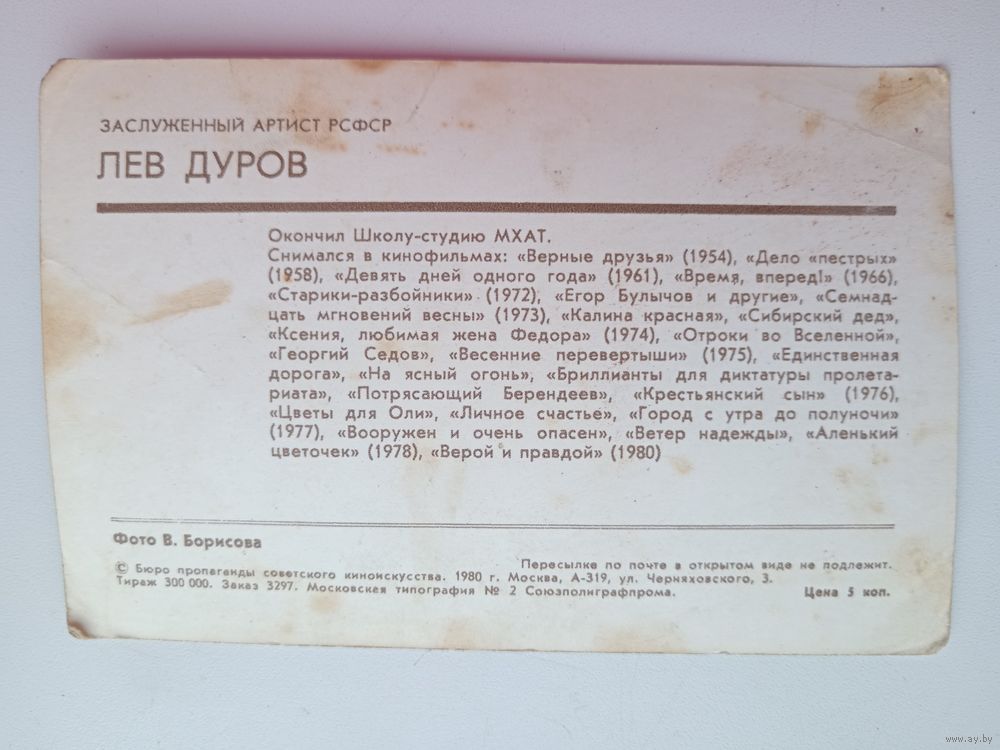 ЗАСЛУЖЕННЫЙ АРТИСТ РСФСР
ЛЕВ ДУРОВ
Окончил Школу-студию МХАТ.
Снимался в кинофильмах: «Верные друзья» (1954), «Дело «пестрых»
(1958), «Девять дней одного года» (1961), «Время, вперед!» (1966),
«Старики-разбойники» (1972), «Егор Булычов и другие», «Семнад-
цать мгновений весны» (1973), «Калина красная», «Сибирский дед»,
«Ксения, любимая жена Федора» (1974), «Отроки во Вселенной»,
«Георгий Седов», «Весенние перевертыши» (1975), «Единственная
дорога», «На ясный огонь», «Бриллианты для диктатуры пролета-
риата», «Потрясающий Берендеев», «Крестьянский сын» (1976),
«Цветы для Оли», «Личное счастье», «Город с утра до полуночи»
(1977), «Вооружен и очень опасен», «Ветер надежды», «Аленький
цветочек» (1978), «Верой и правдой» (1980)
Фото В. Борисова
Пересылке по почте в открытом виде не подлежит.
© Бюро пропаганды советского киноискусства. 1980 г. Москва, А-319, ул. Черняховского, 3.
Тираж 300 000. Заказ 3297. Московская типография № 2 Союзполиграфпрома.
Цена 5 коп.
www.ay.by